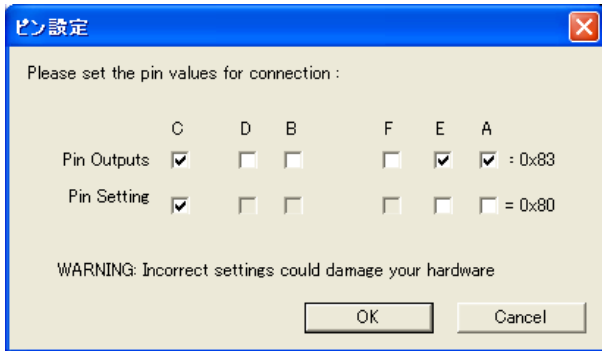 ピン設定
Please set the pin values for connection :
C D B F E A
Pin Outputs : 0x83
Pin Setting = 0x80
WARNING: Incorrect settings could damage your hardware
OK Cancel